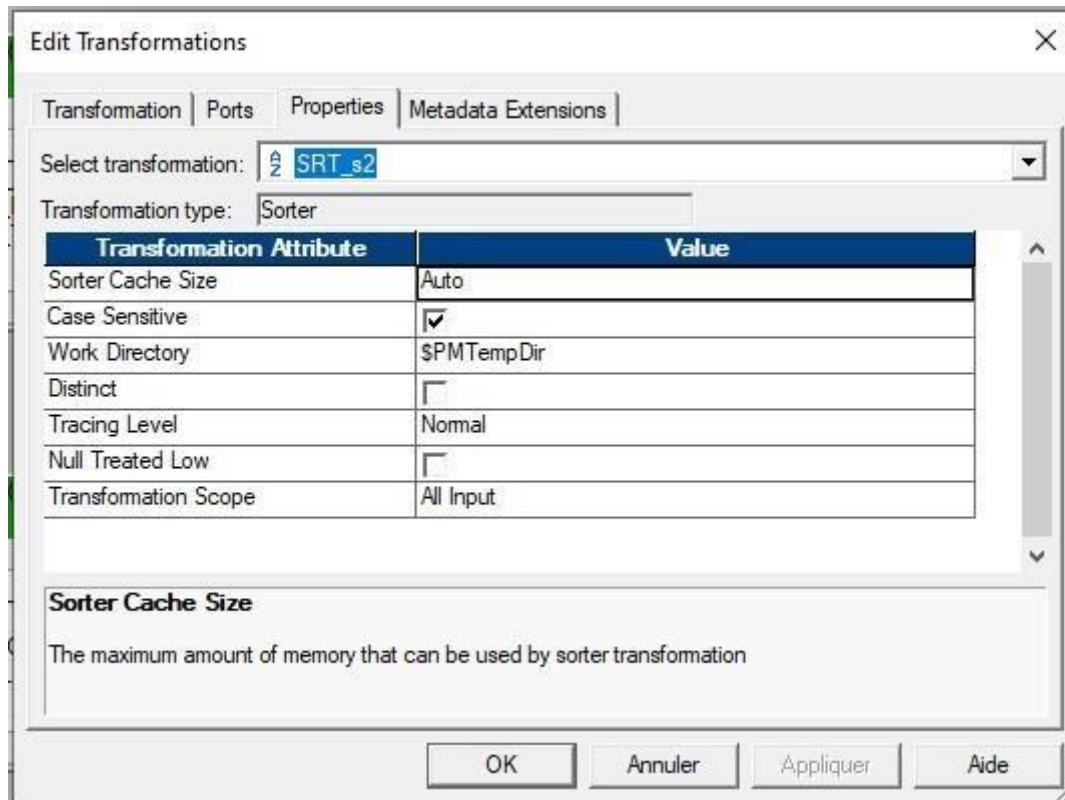 Edit Transformations
Transformation Ports Properties Metadata Extensions
Select transformation: SRT_s2
Transformation type: Sorter
Transformation Attribute Value
Sorter Cache Size Auto
Case Sensitive
Work Directory $PMTempDir
Distinct
Tracing Level Normal
Null Treated Low
Transformation Scope All Input
Sorter Cache Size
The maximum amount of memory that can be used by sorter transformation
OK Annuler Appliquer Aide